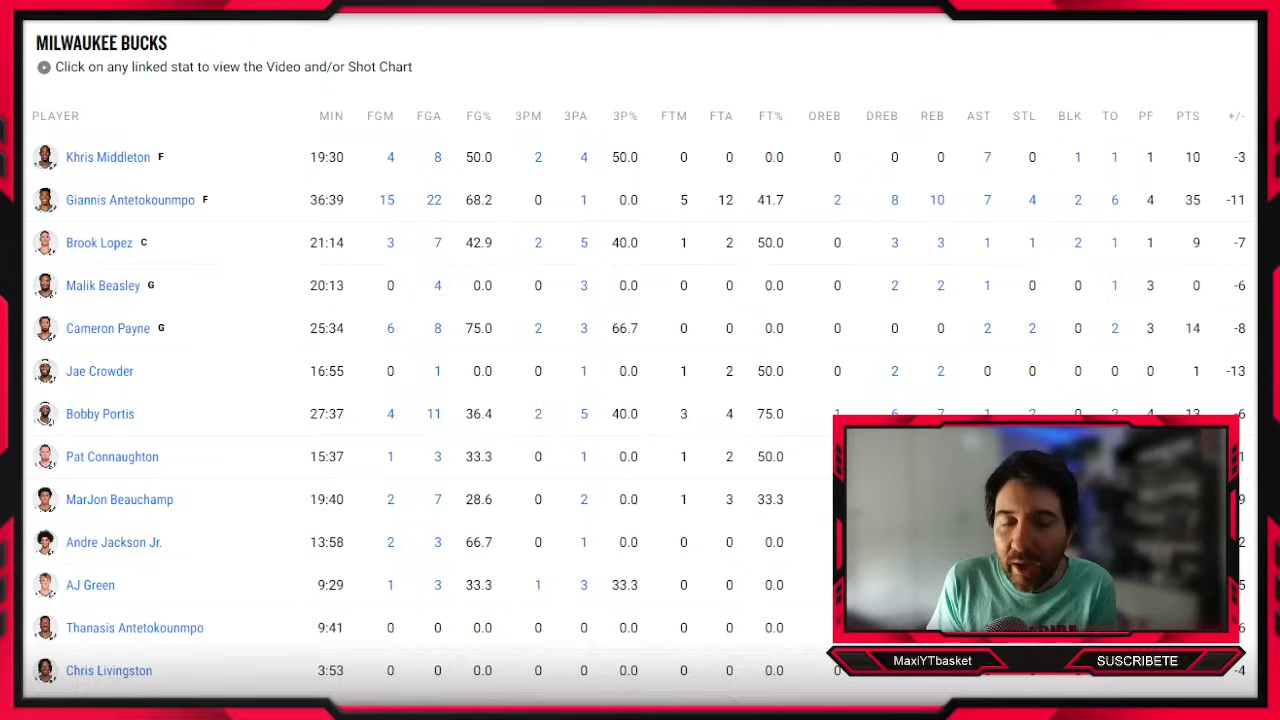 MILWAUKEE BUCKS
Click on any linked stat to view the Video and/or Shot Chart
PLAYER MIN FGM FGA FG% 3PM 3PA 3P% FTM FTA FT% OREB DREB REB AST STL BLK TO PF PTS +/-
Khris Middleton F 19:30 4 8 50.0 2 4 50.0 0 0 0.0 0 0 0 7 0 1 1 1 10 -3
Giannis Antetokounmpo F 36:39 15 22 68.2 0 1 0.0 5 12 41.7 2 8 10 7 4 2 6 4 35 -11
Brook Lopez C 21:14 3 7 42.9 2 5 40.0 1 2 50.0 0 3 3 1 1 2 1 1 9 -7
Malik Beasley G 20:13 0 4 0.0 0 3 0.0 0 0 0.0 0 2 2 1 0 0 1 3 0 -6
Cameron Payne G 25:34 6 8 75.0 2 3 66.7 0 0 0.0 0 0 0 2 2 0 2 3 14 -8
Jae Crowder 16:55 0 1 0.0 0 1 0.0 1 2 50.0 0 2 2 0 0 0 0 0 1 -13
Bobby Portis 27:37 4 11 36.4 2 5 40.0 3 4 75.0 1 6 7 1 2 0 2 4 13 -6
Pat Connaughton 15:37 1 3 33.3 0 1 0.0 1 2 50.0
MarJon Beauchamp 19:40 2 7 28.6 0 2 0.0 1 3 33.3
Andre Jackson Jr. 13:58 2 3 66.7 0 1 0.0 0 0 0.0
AJ Green 9:29 1 3 33.3 1 3 33.3 0 0 0.0
Thanasis Antetokounmpo 9:41 0 0 0.0 0 0 0.0 0 0 0.0
Chris Livingston 3:53 0 0 0.0 0 0 0.0 0 0 0.0 -4
MaxiYTbasket SUSCRIBETE